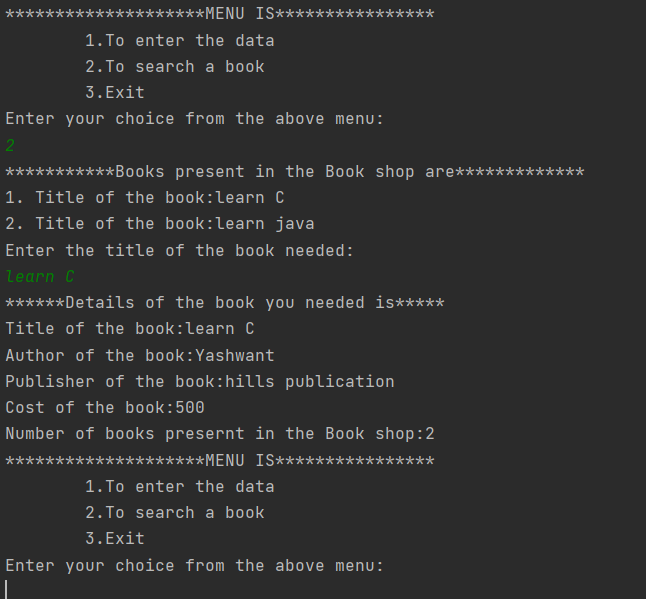 ********************MENU IS****************
1.To enter the data
2.To search a book
3.Exit
Enter your choice from the above menu:
2
***********Books present in the Book shop are*************
1. Title of the book:learn C
2. Title of the book:learn java
Enter the title of the book needed:
learn C
******Details of the book you needed is*****
Title of the book:learn C
Author of the book:Yashwant
Publisher of the book:hills publication
Cost of the book:500
Number of books presernt in the Book shop:2
********************MENU IS****************
1.To enter the data
2.To search a book
3.Exit
Enter your choice from the above menu: